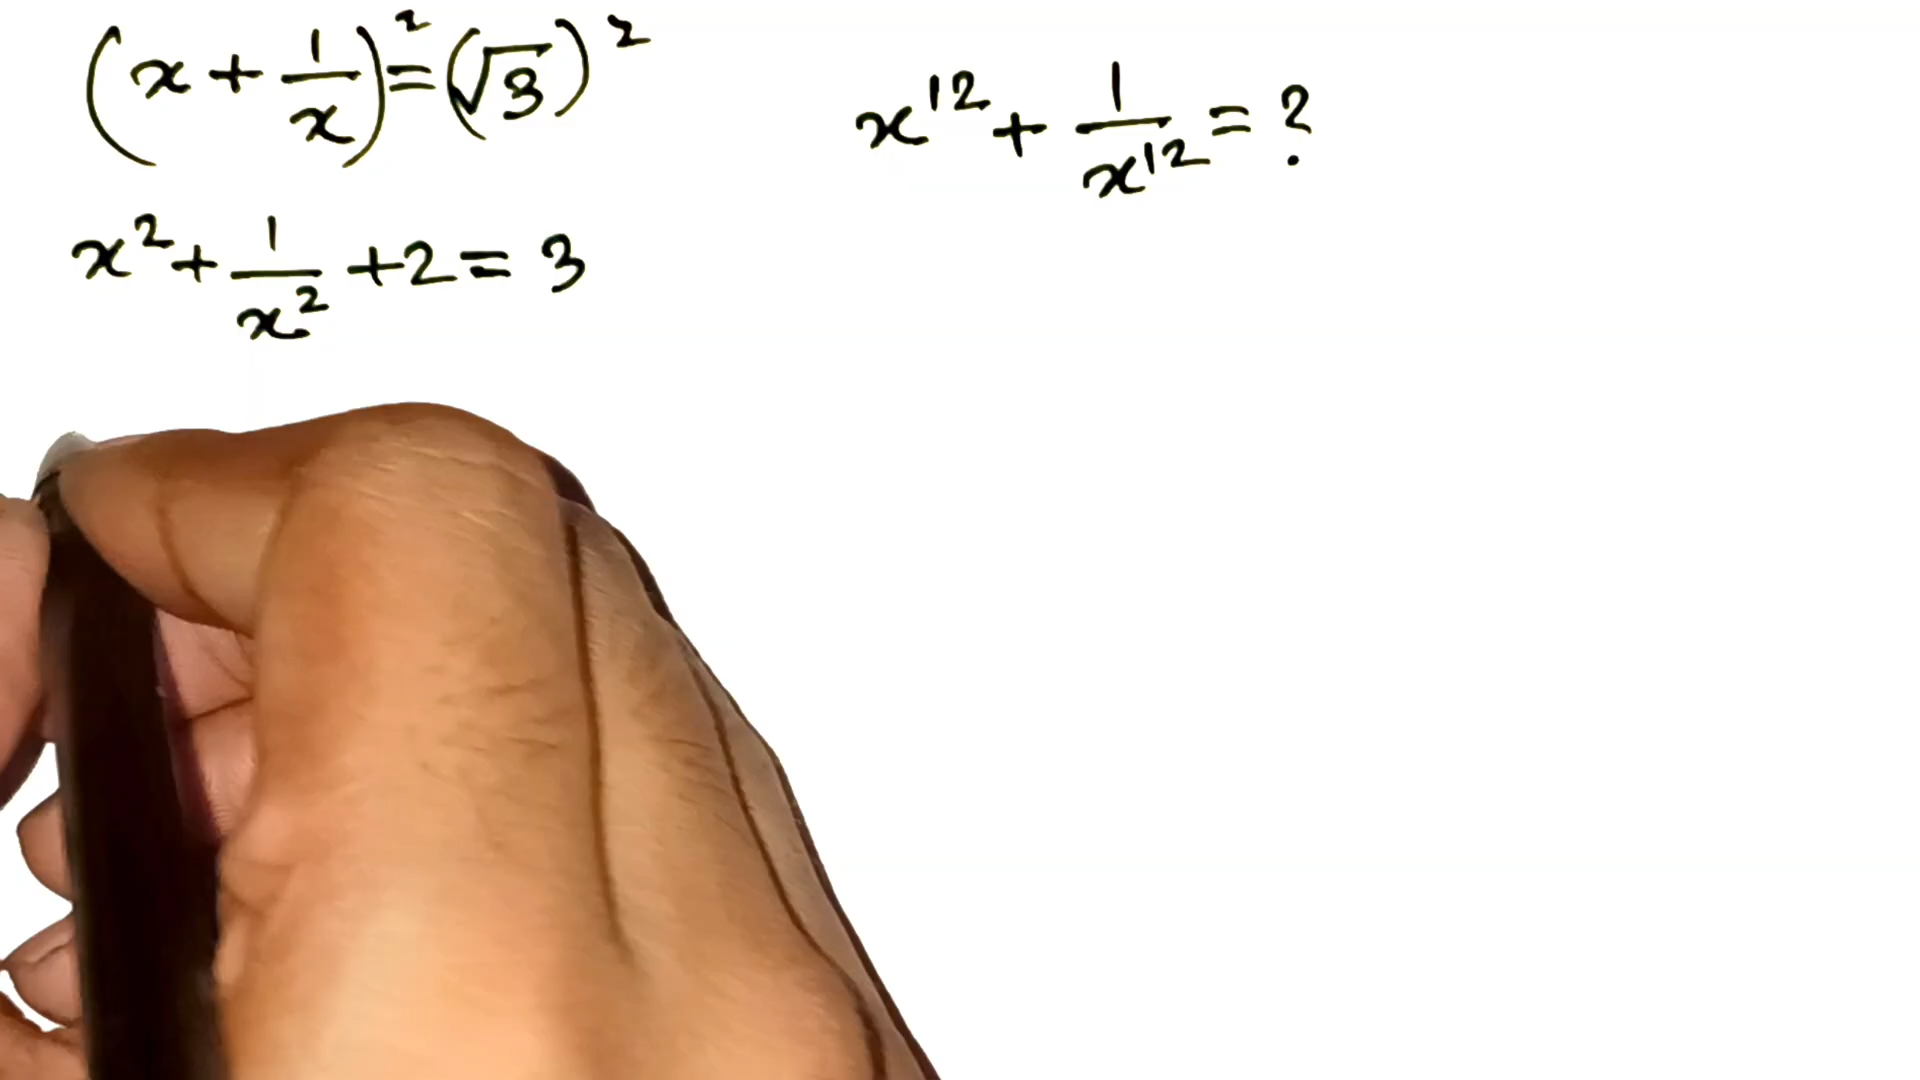 (x + 1/x)² = (√3)²
x¹² + 1/x¹² = ?
x² + 1/x² + 2 = 3